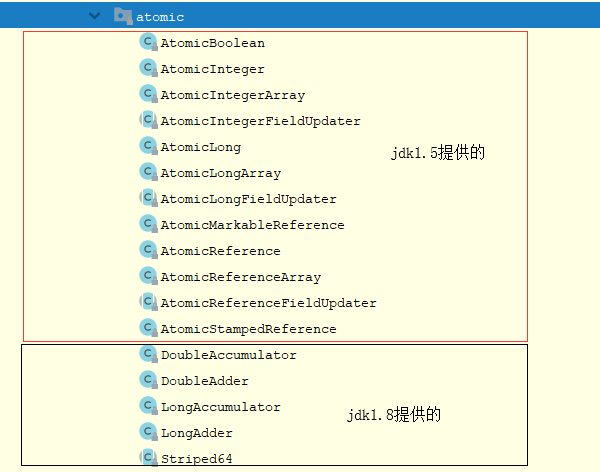 atomic
AtomicBoolean
AtomicInteger
AtomicIntegerArray
AtomicIntegerFieldUpdater
AtomicLong
jdk1.5提供的
AtomicLongArray
AtomicLongFieldUpdater
AtomicMarkableReference
AtomicReference
AtomicReferenceArray
AtomicReferenceFieldUpdater
AtomicStampedReference
DoubleAccumulator
DoubleAdder
LongAccumulator
jdk1.8提供的
LongAdder
Striped64